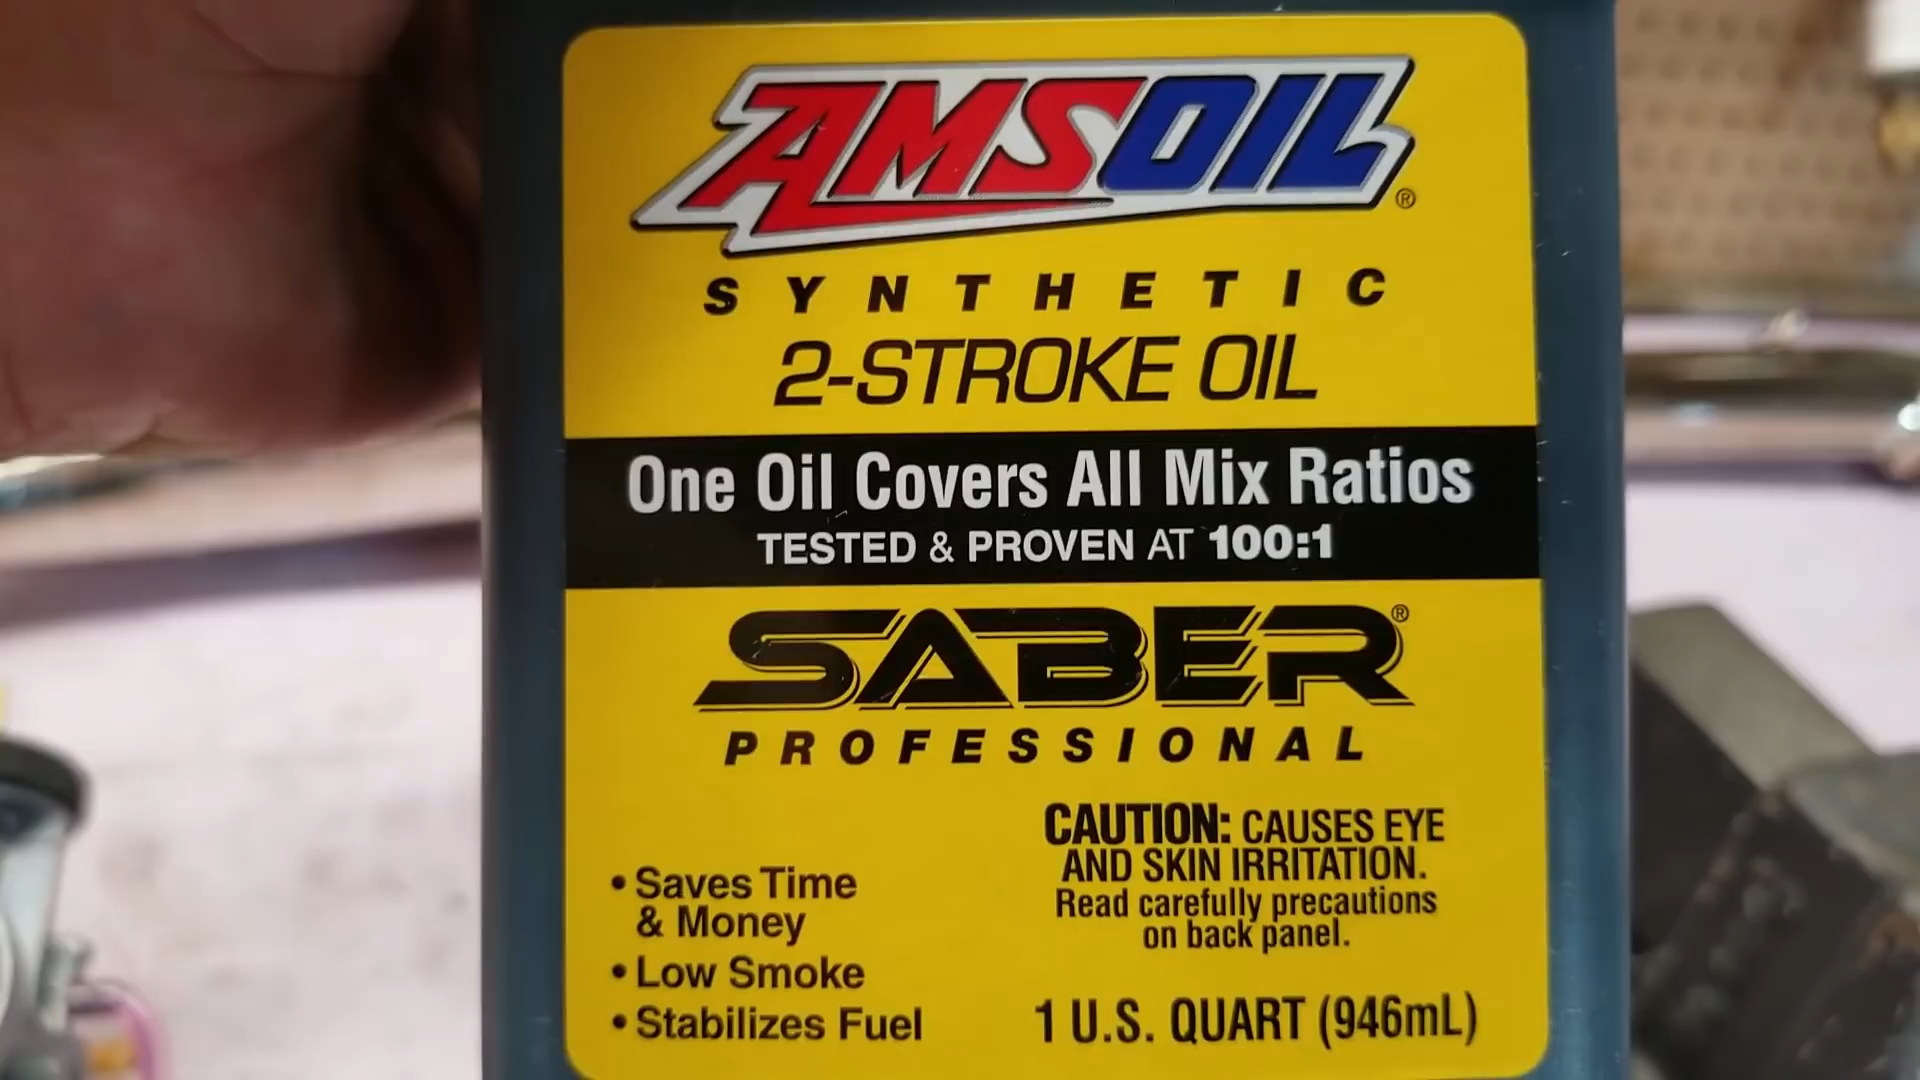 AMSOIL®
SYNTHETIC
2-STROKE OIL
One Oil Covers All Mix Ratios
TESTED & PROVEN AT 100:1
SABER®
PROFESSIONAL
• Saves Time
& Money
• Low Smoke
• Stabilizes Fuel
CAUTION: CAUSES EYE
AND SKIN IRRITATION.
Read carefully precautions
on back panel.
1 U.S. QUART (946mL)